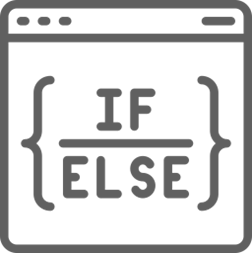 { IF
ELSE }